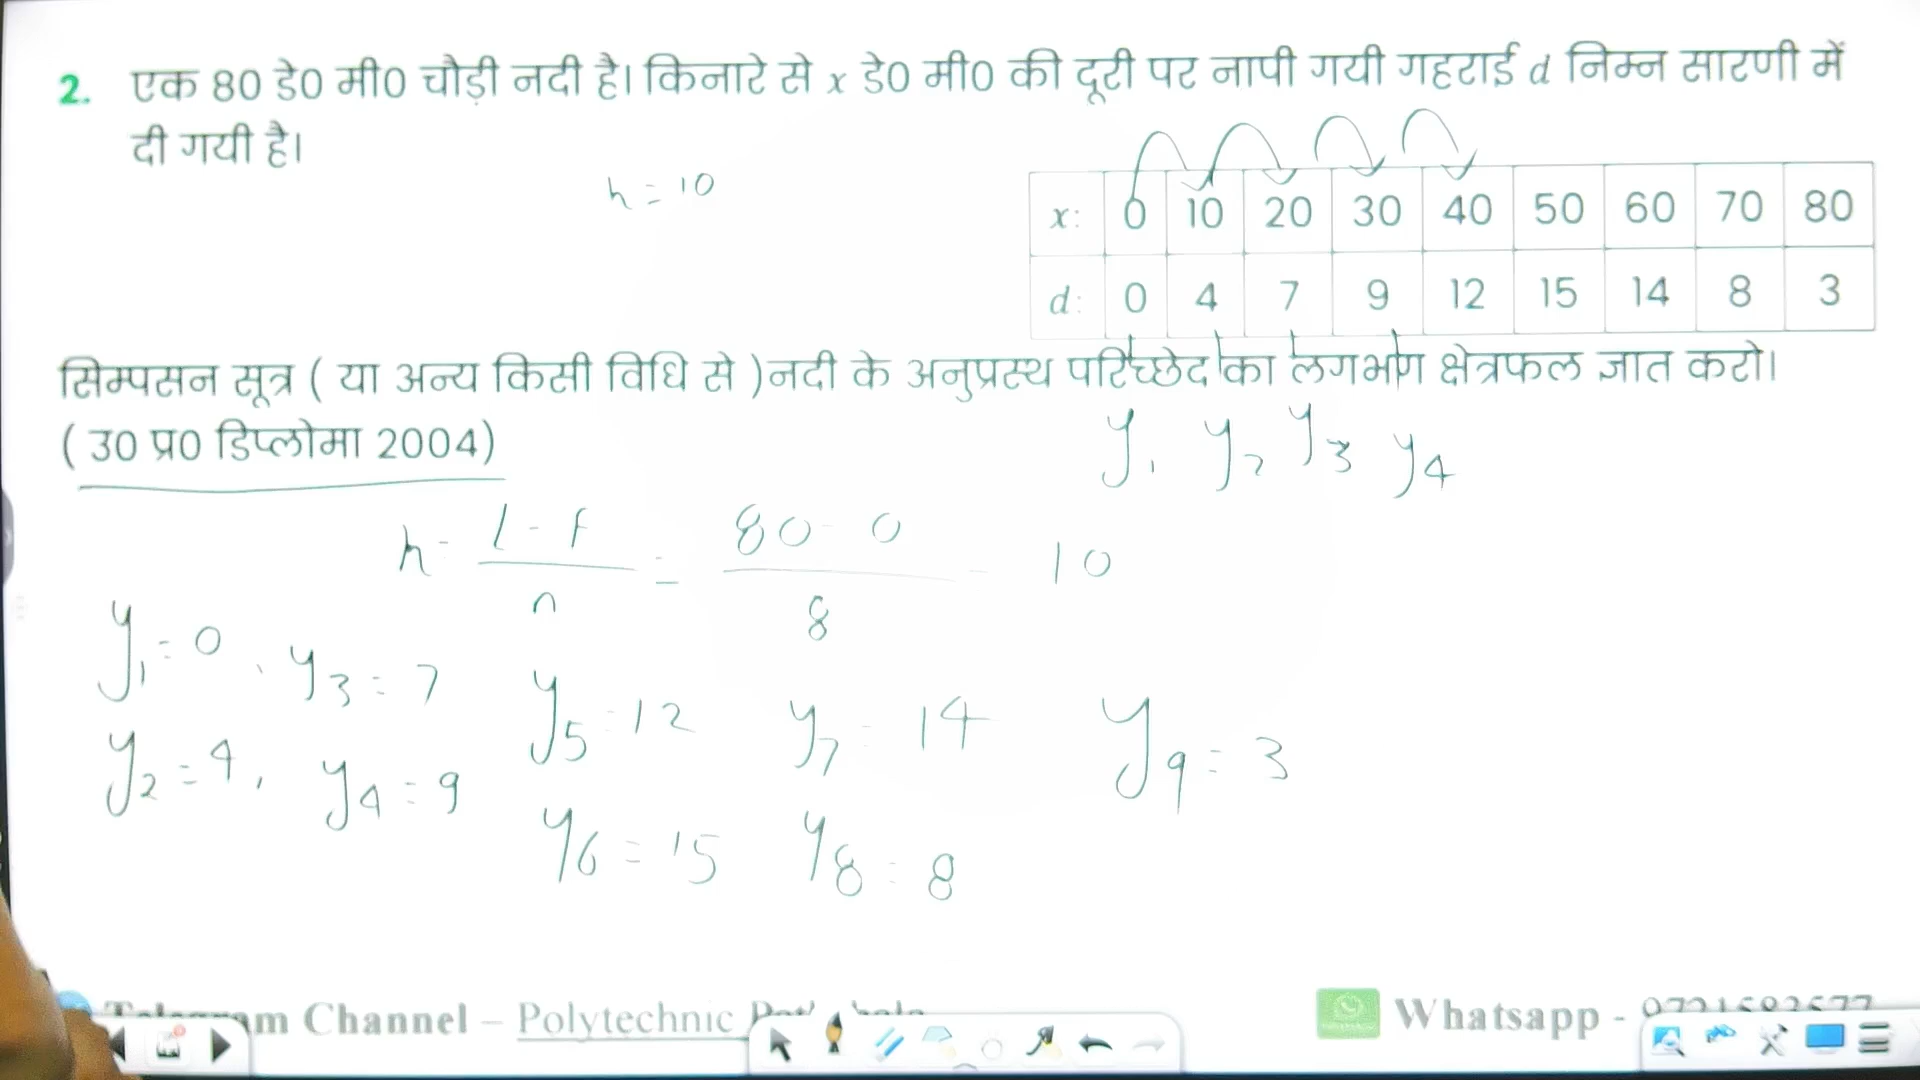 2. एक 80 डे0 मी0 चौड़ी नदी है। किनारे से x डे0 मी0 की दूरी पर नापी गयी गहराई d निम्न सारणी में
दी गयी है।
h = 10
x: 0 10 20 30 40 50 60 70 80
d: 0 4 7 9 12 15 14 8 3
सिम्पसन सूत्र ( या अन्य किसी विधि से )नदी के अनुप्रस्थ परिच्छेद का लगभग क्षेत्रफल ज्ञात करो।
( उ0 प्र0 डिप्लोमा 2004)
y1 y2 y3 y4
h = l - f / n = 80 - 0 / 8 = 10
y1 = 0, y3 = 7 y5 = 12 y7 = 14 y9 = 3
y2 = 4, y4 = 9 y6 = 15 y8 = 8
Channel – Polytechnic
Whatsapp -